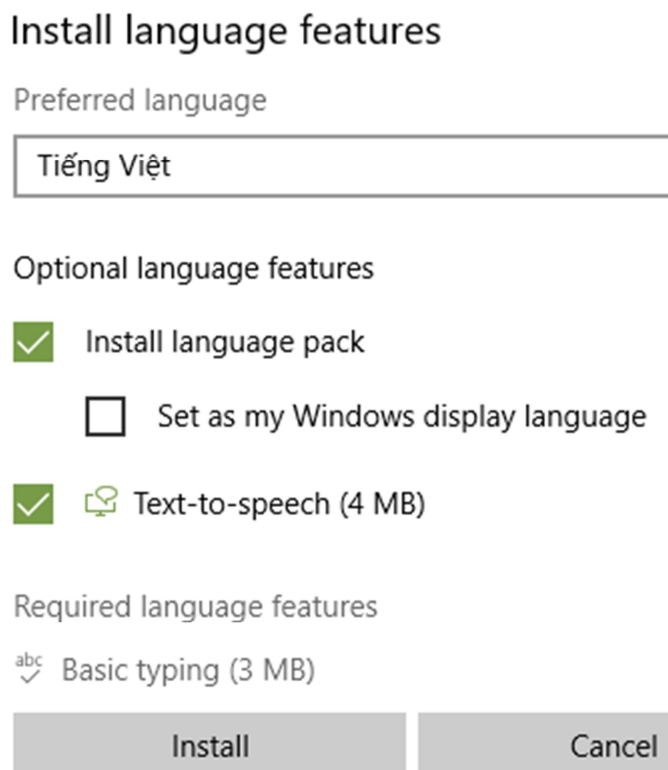 Install language features
Preferred language
Tiếng Việt
Optional language features
Install language pack
Set as my Windows display language
Text-to-speech (4 MB)
Required language features
abc Basic typing (3 MB)
Install Cancel